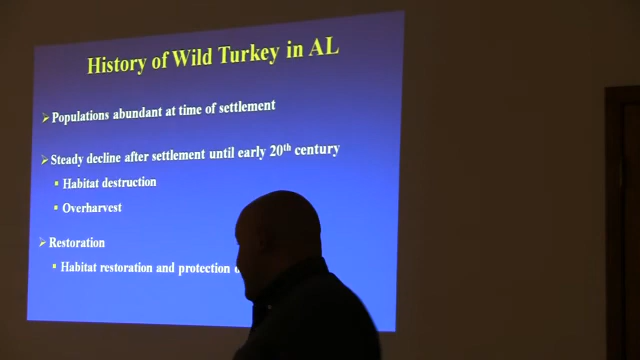 History of Wild Turkey in AL
Populations abundant at time of settlement
Steady decline after settlement until early 20th century
Habitat destruction
Overharvest
Restoration
Habitat restoration and protection